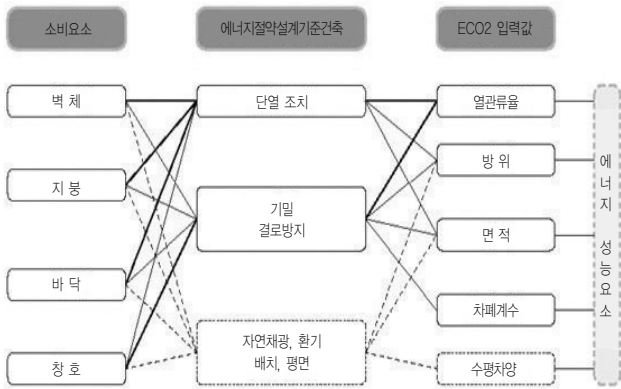 소비요소
에너지절약설계기준건축
ECO2 입력값
벽 체
단열 조치
열관류율
방 위
지 붕
기밀
결로방지
면 적
바 닥
차폐계수
자연채광, 환기
배치, 평면
창 호
수평차양
에너지 성능요소